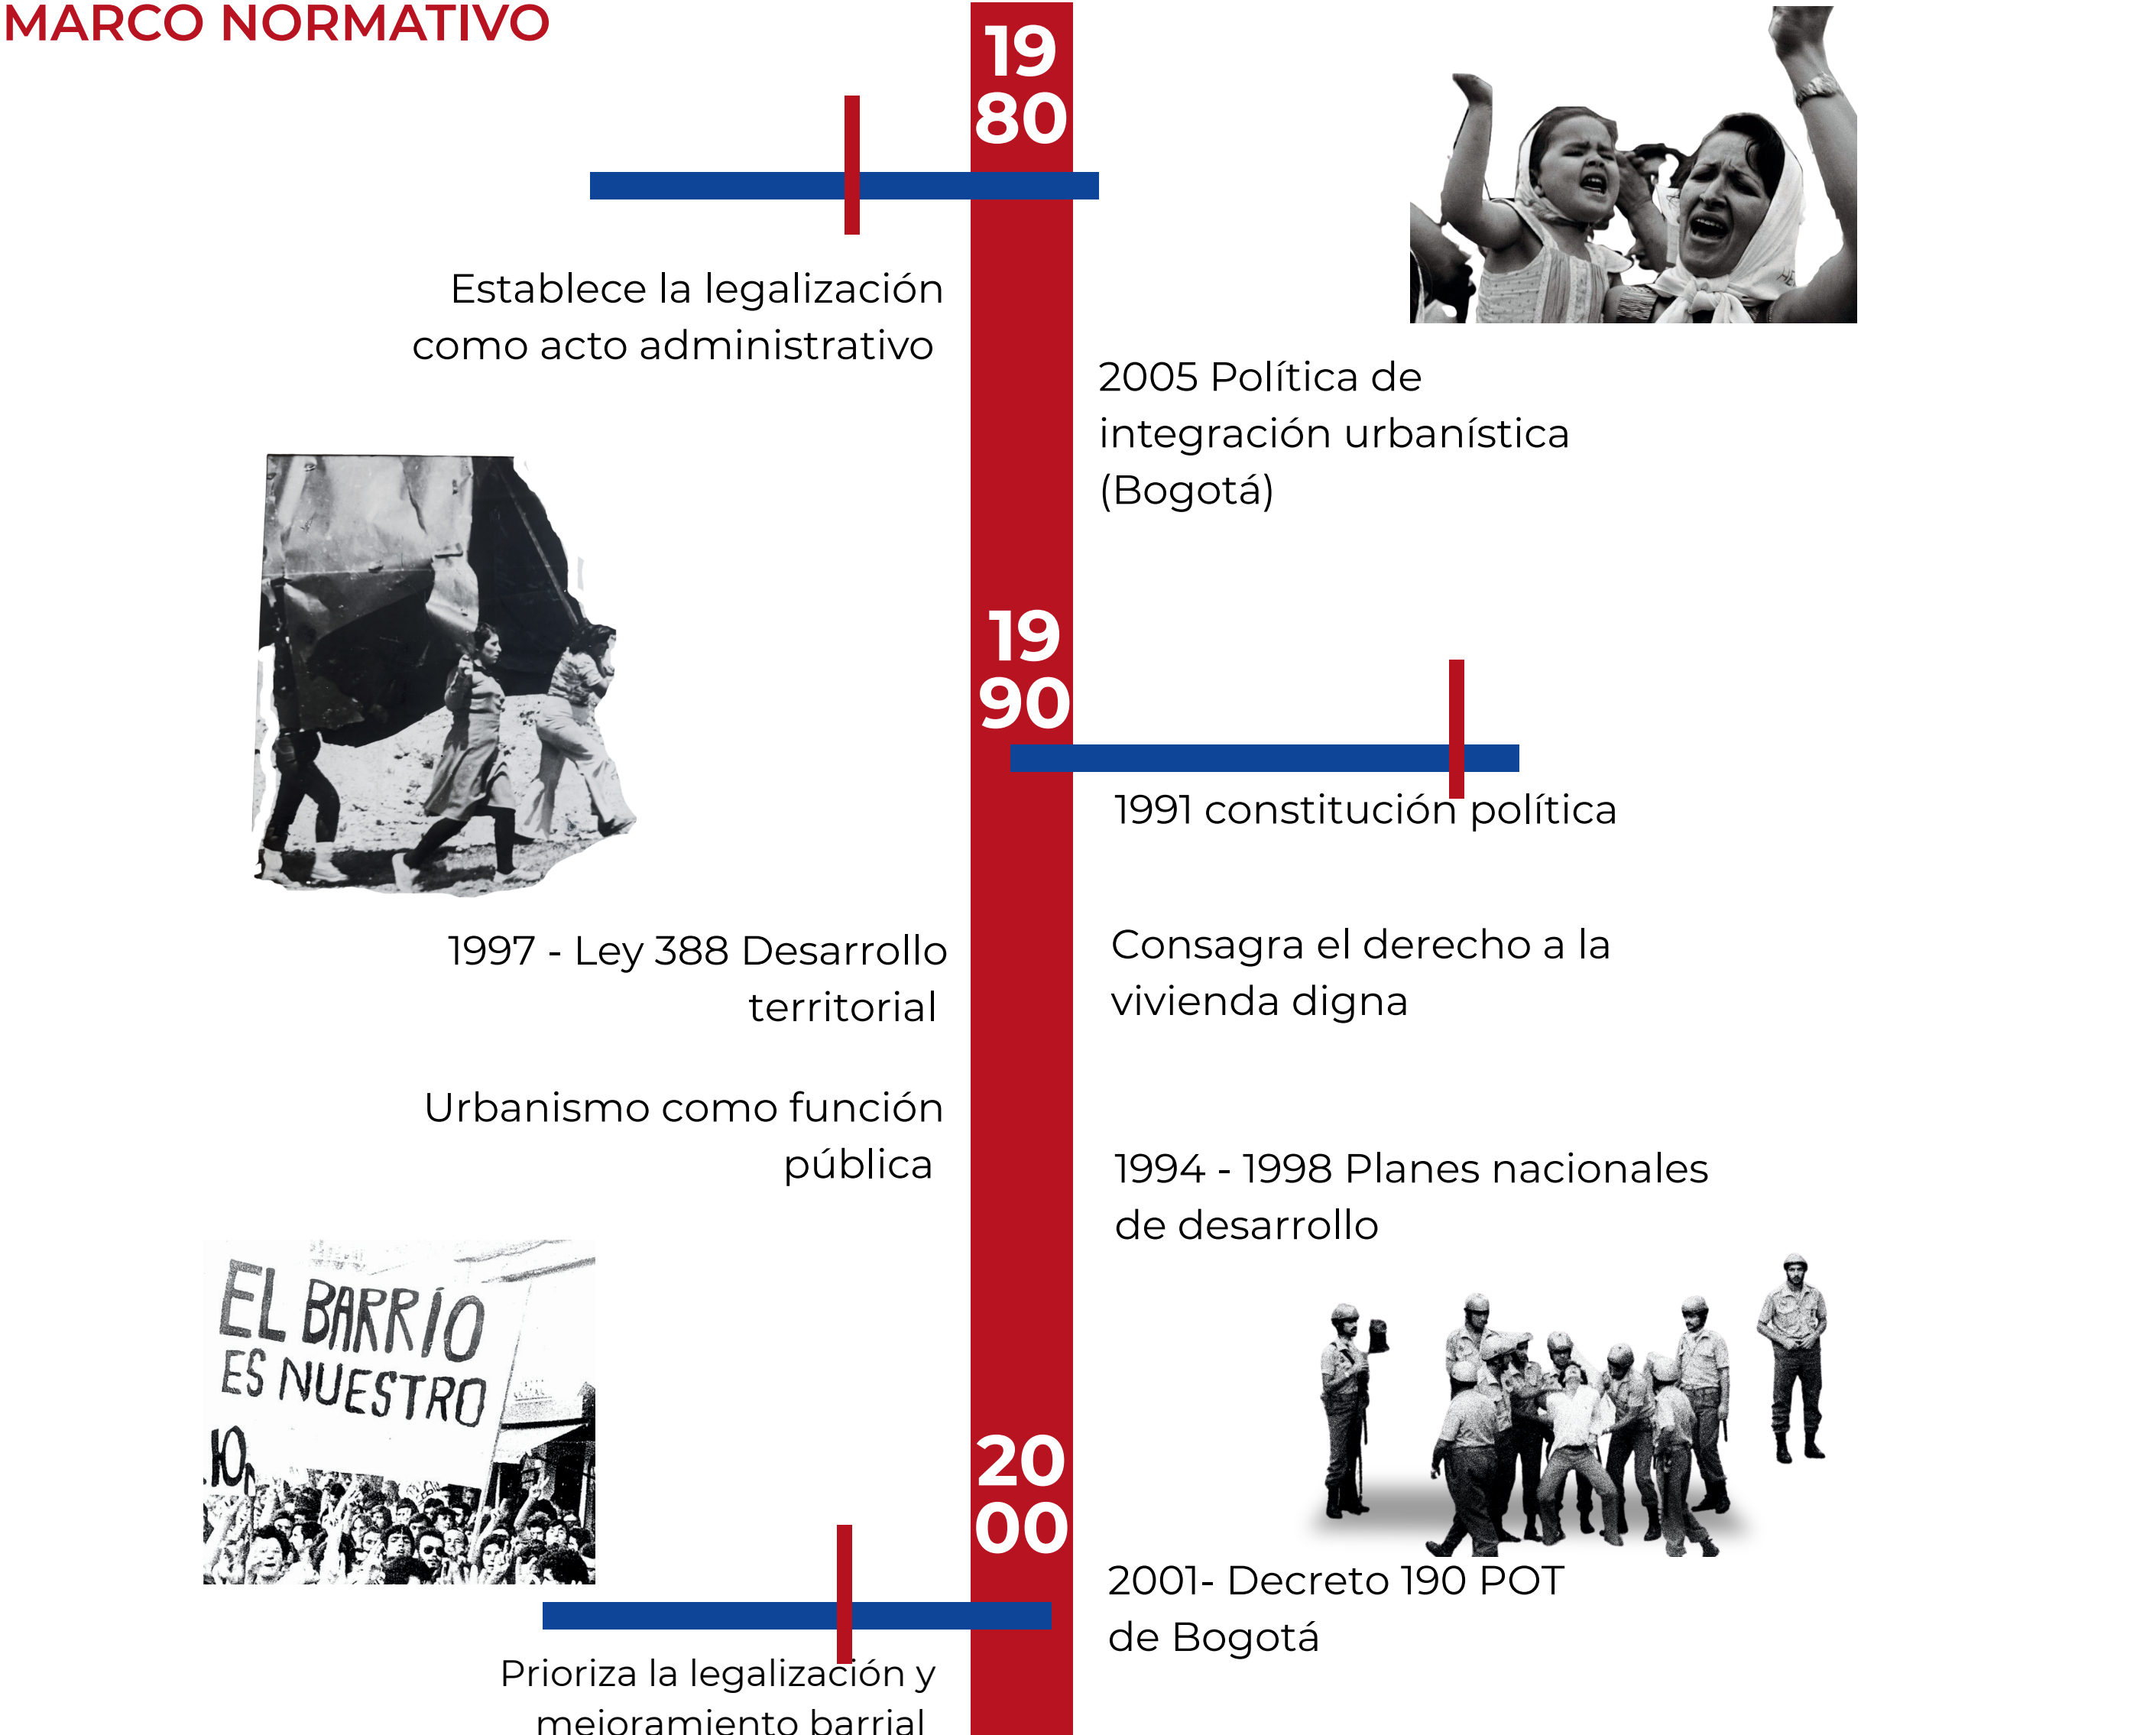 MARCO NORMATIVO
19
80
Establece la legalización
como acto administrativo
2005 Política de
integración urbanística
(Bogotá)
19
90
1991 constitución política
1997 - Ley 388 Desarrollo
territorial
Consagra el derecho a la
vivienda digna
Urbanismo como función
pública
1994 - 1998 Planes nacionales
de desarrollo
EL BARRIO
ES NUESTRO
20
00
2001- Decreto 190 POT
de Bogotá
Prioriza la legalización y
mejoramiento barrial